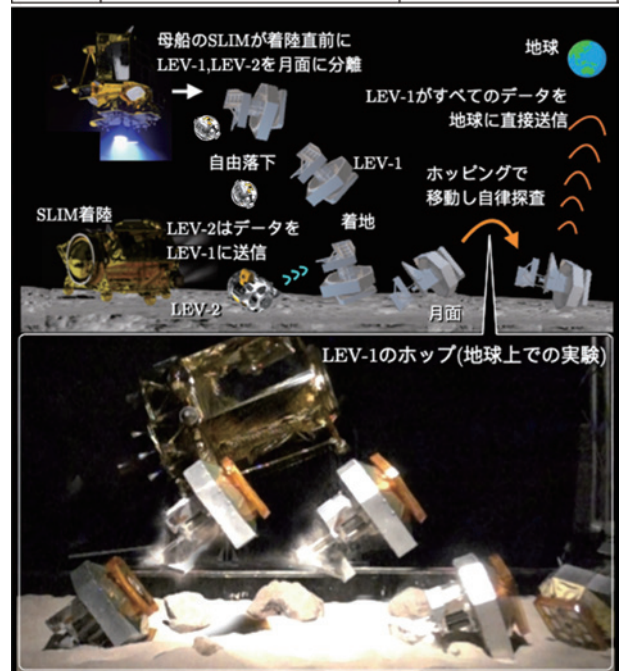 母船のSLIMが着陸直前に
LEV-1,LEV-2を月面に分離
地球
LEV-1がすべてのデータを
地球に直接送信
自由落下
LEV-1
ホッピングで
移動し自律探査
SLIM着陸
LEV-2はデータを
LEV-1に送信
着地
LEV-2
月面
LEV-1のホップ(地球上での実験)